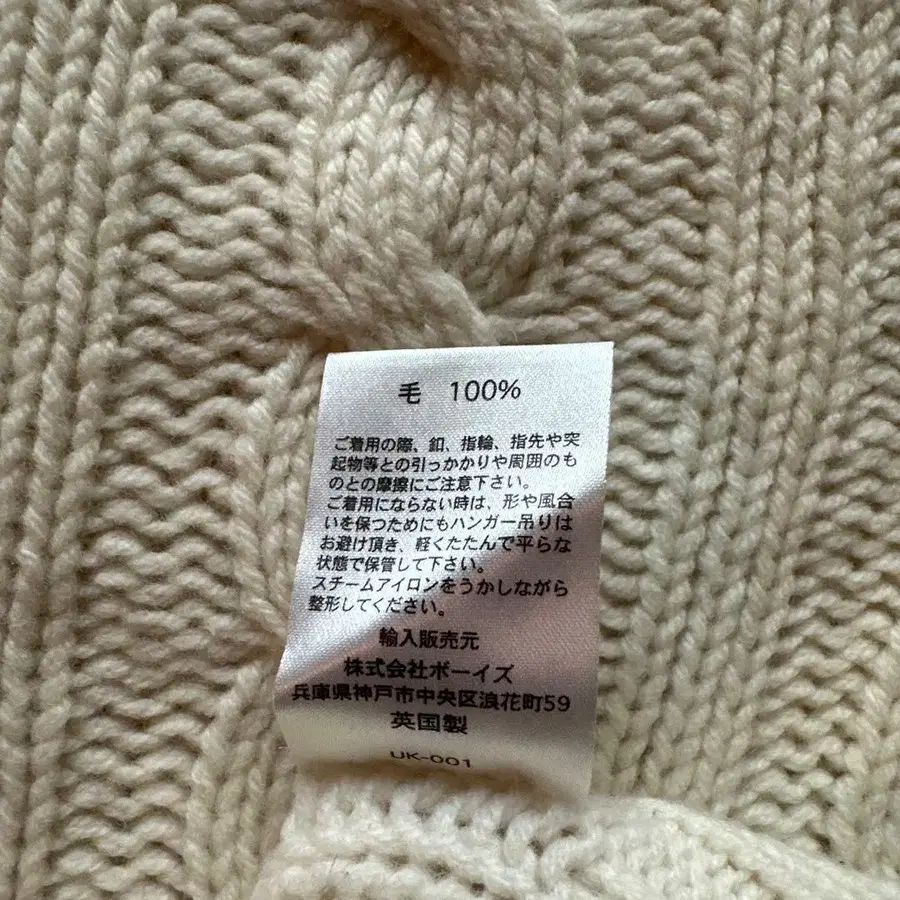 毛 100%
ご着用の際、釦、指輪、指先や突
起物等との引っかかりや周囲のも
のとの摩擦にご注意下さい。
ご着用にならない時は、形や風合
いを保つためにもハンガー吊りは
お避け頂き、軽くたたんで平らな
状態で保管して下さい。
スチームアイロンをうかしながら
整形してください。
輸入販売元
株式会社ボーイズ
兵庫県神戸市中央区浪花町59
英国製
UK-001